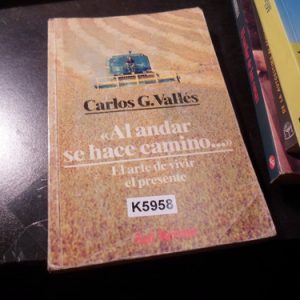 Carlos G. Vallés
«Al andar
se hace camino...»
El arte de vivir
el presente
K5958
Sal Terrae